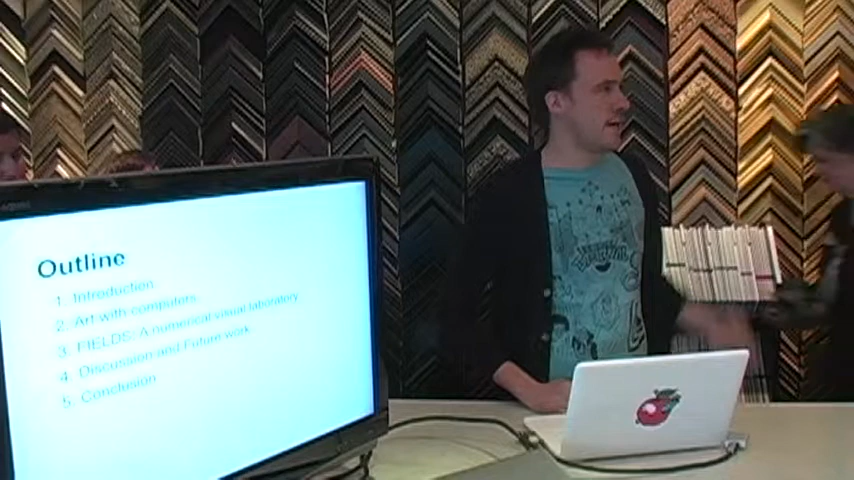 Outline
1. Introduction
2. Art with computers
3. FIELDS: A numerical visual laboratory
4. Discussion and Future work
5. Conclusion